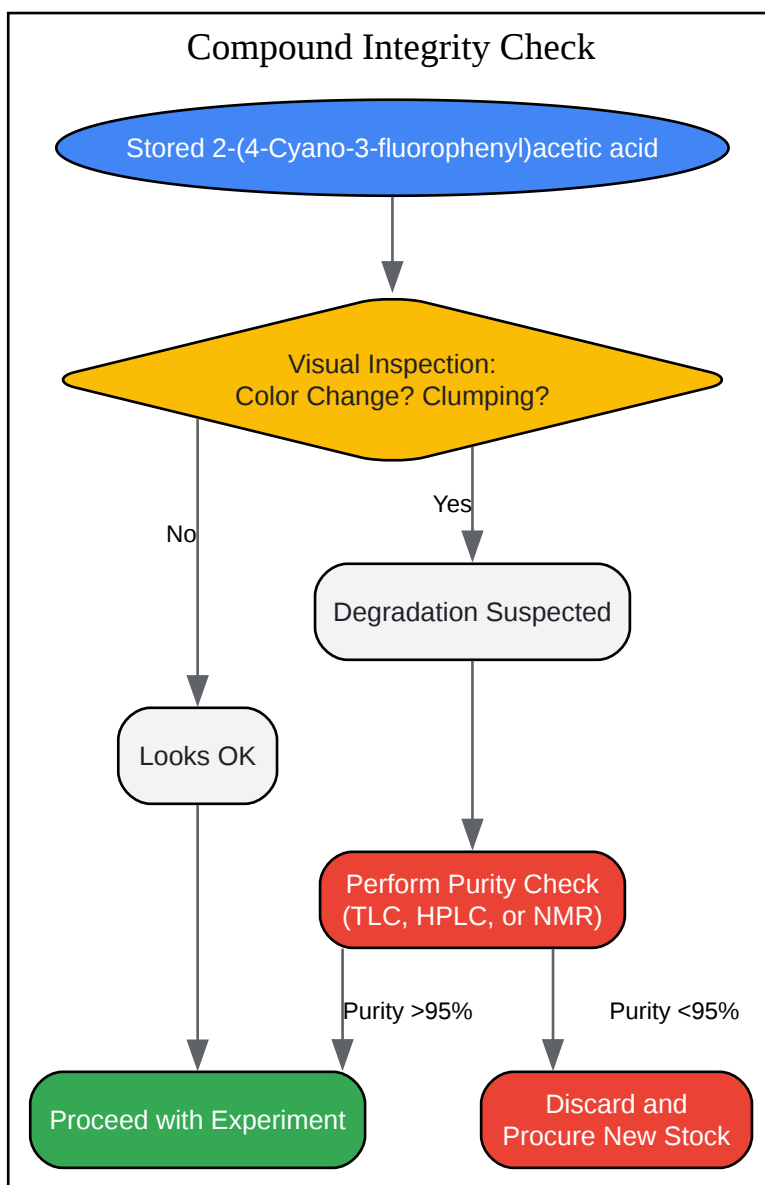 Compound Integrity Check
Stored 2-(4-Cyano-3-fluorophenyl)acetic acid
Visual Inspection:
Color Change? Clumping?
No
Yes
Degradation Suspected
Looks OK
Perform Purity Check
(TLC, HPLC, or NMR)
Purity >95%
Purity <95%
Proceed with Experiment
Discard and
Procure New Stock